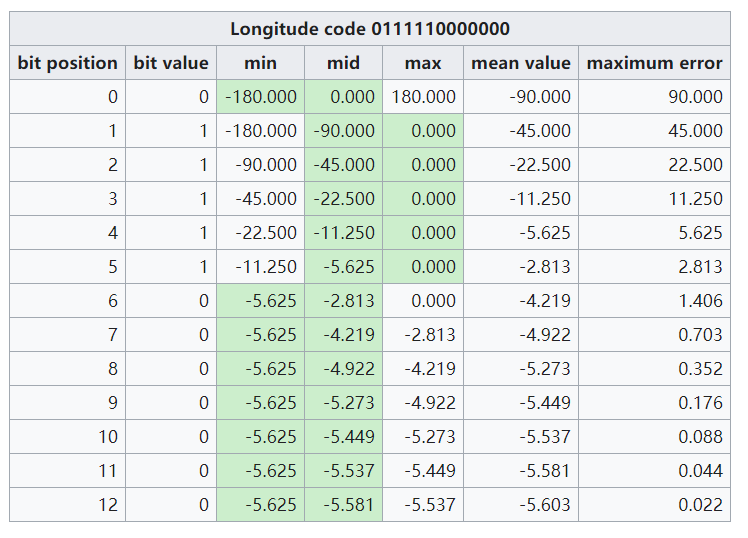 Longitude code 0111110000000
bit position bit value min mid max mean value maximum error
0 0 -180.000 0.000 180.000 -90.000 90.000
1 1 -180.000 -90.000 0.000 -45.000 45.000
2 1 -90.000 -45.000 0.000 -22.500 22.500
3 1 -45.000 -22.500 0.000 -11.250 11.250
4 1 -22.500 -11.250 0.000 -5.625 5.625
5 1 -11.250 -5.625 0.000 -2.813 2.813
6 0 -5.625 -2.813 0.000 -4.219 1.406
7 0 -5.625 -4.219 -2.813 -4.922 0.703
8 0 -5.625 -4.922 -4.219 -5.273 0.352
9 0 -5.625 -5.273 -4.922 -5.449 0.176
10 0 -5.625 -5.449 -5.273 -5.537 0.088
11 0 -5.625 -5.537 -5.449 -5.581 0.044
12 0 -5.625 -5.581 -5.537 -5.603 0.022